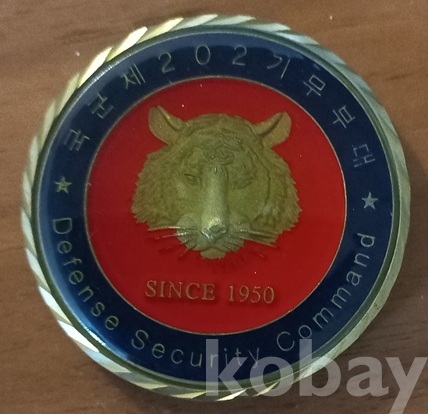 국군제202기무부대
SINCE 1950
Defense Security Command
kobay